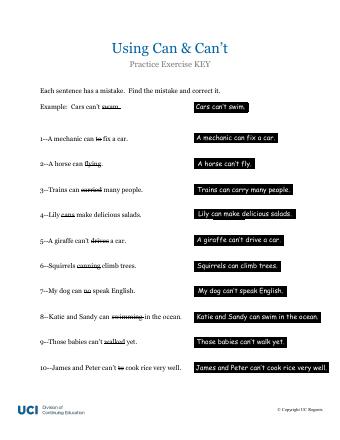 Using Can & Can't
Practice Exercise KEY
Each sentence has a mistake. Find the mistake and correct it.
Example: Cars can't swam. Cars can't swim.
1--A mechanic can to fix a car. A mechanic can fix a car.
2--A horse can flying. A horse can't fly.
3--Trains can carried many people. Trains can carry many people.
4--Lily cans make delicious salads. Lily can make delicious salads.
5--A giraffe can't drives a car. A giraffe can't drive a car.
6--Squirrels canning climb trees. Squirrels can climb trees.
7--My dog can no speak English. My dog can't speak English.
8--Katie and Sandy can swimming in the ocean. Katie and Sandy can swim in the ocean.
9--Those babies can't walked yet. Those babies can't walk yet.
10--James and Peter can't to cook rice very well. James and Peter can't cook rice very well.
UCI Division of
Continuing Education
© Copyright UC Regents